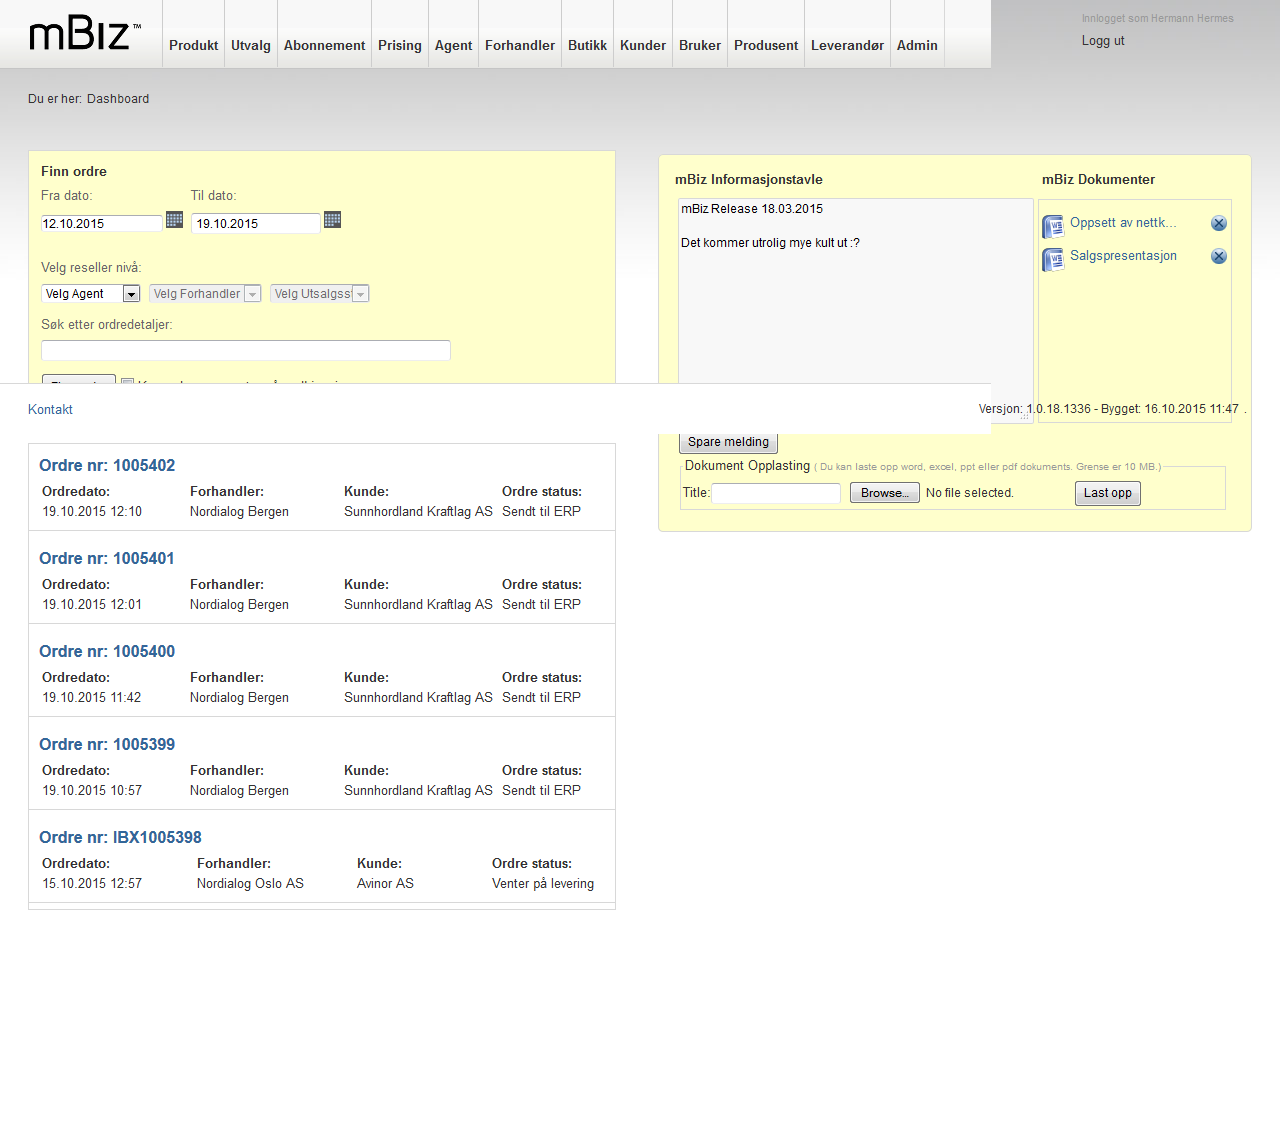 mBiz™
Produkt Utvalg Abonnement Prising Agent Forhandler Butikk Kunder Bruker Produsent Leverandør Admin
Innlogget som Hermann Hermes
Logg ut
Du er her: Dashboard
Finn ordre
Fra dato: Til dato:
12.10.2015 19.10.2015
Velg reseller nivå:
Velg Agent Velg Forhandler Velg Utsalgsst
Søk etter ordredetaljer:
mBiz Informasjonstavle
mBiz Release 18.03.2015
Det kommer utrolig mye kult ut :?
mBiz Dokumenter
Oppsett av nettk...
Salgspresentasjon
Kontakt
Versjon: 1.0.18.1336 - Bygget: 16.10.2015 11:47 .
Spare melding
Dokument Opplasting ( Du kan laste opp word, excel, ppt eller pdf dokuments. Grense er 10 MB.)
Title: Browse... No file selected. Last opp
Ordre nr: 1005402
Ordredato: Forhandler: Kunde: Ordre status:
19.10.2015 12:10 Nordialog Bergen Sunnhordland Kraftlag AS Sendt til ERP
Ordre nr: 1005401
Ordredato: Forhandler: Kunde: Ordre status:
19.10.2015 12:01 Nordialog Bergen Sunnhordland Kraftlag AS Sendt til ERP
Ordre nr: 1005400
Ordredato: Forhandler: Kunde: Ordre status:
19.10.2015 11:42 Nordialog Bergen Sunnhordland Kraftlag AS Sendt til ERP
Ordre nr: 1005399
Ordredato: Forhandler: Kunde: Ordre status:
19.10.2015 10:57 Nordialog Bergen Sunnhordland Kraftlag AS Sendt til ERP
Ordre nr: IBX1005398
Ordredato: Forhandler: Kunde: Ordre status:
15.10.2015 12:57 Nordialog Oslo AS Avinor AS Venter på levering